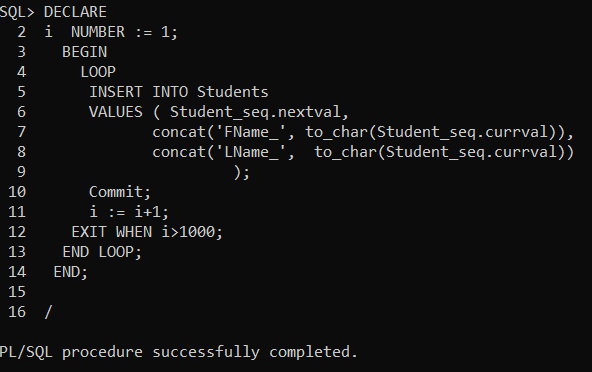 SQL> DECLARE
  2  i  NUMBER := 1;
  3    BEGIN
  4      LOOP
  5       INSERT INTO Students
  6       VALUES ( Student_seq.nextval,
  7              concat('FName_', to_char(Student_seq.currval)),
  8              concat('LName_',  to_char(Student_seq.currval))
  9                       );
 10       Commit;
 11       i := i+1;
 12     EXIT WHEN i>1000;
 13    END LOOP;
 14   END;
 15
 16  /
PL/SQL procedure successfully completed.